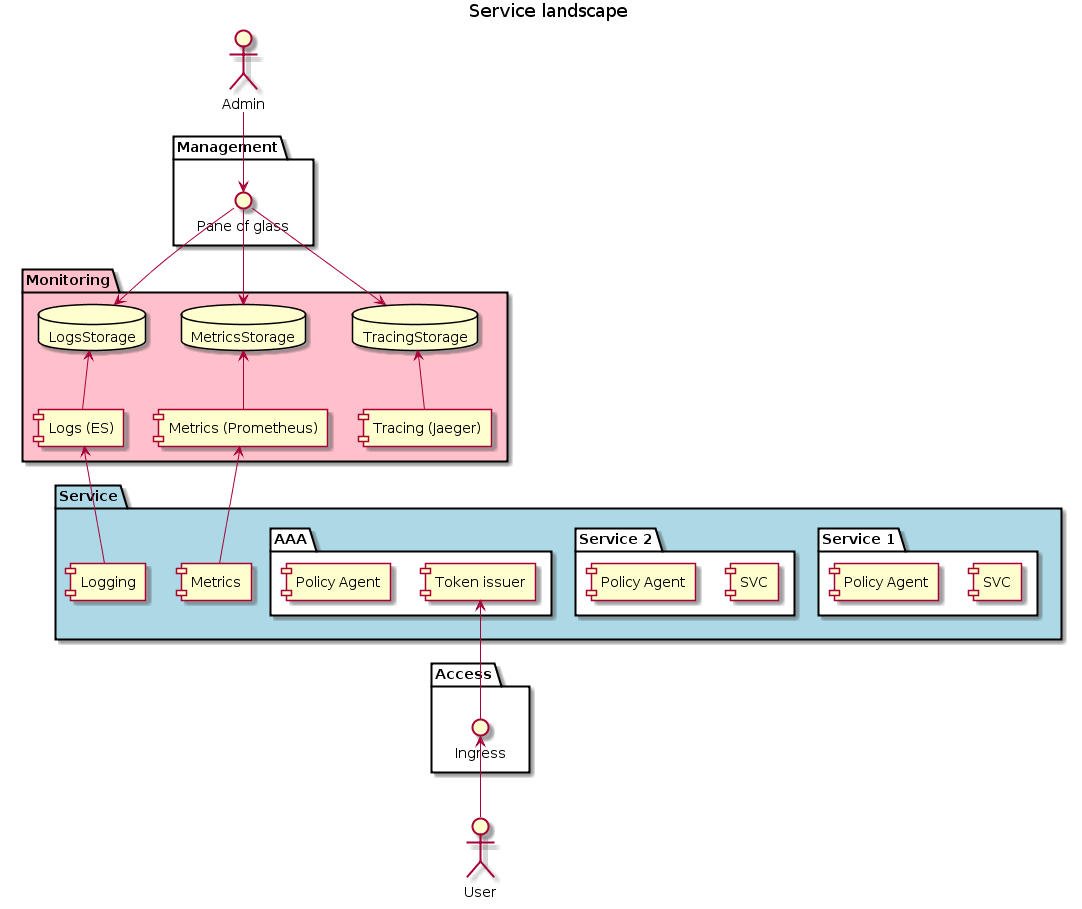 Service landscape
Admin
Management
Pane of glass
Monitoring
LogsStorage
MetricsStorage
TracingStorage
Logs (ES)
Metrics (Prometheus)
Tracing (Jaeger)
Service
Logging
Metrics
AAA
Policy Agent
Token issuer
Service 2
Policy Agent
SVC
Service 1
Policy Agent
SVC
Access
Ingress
User